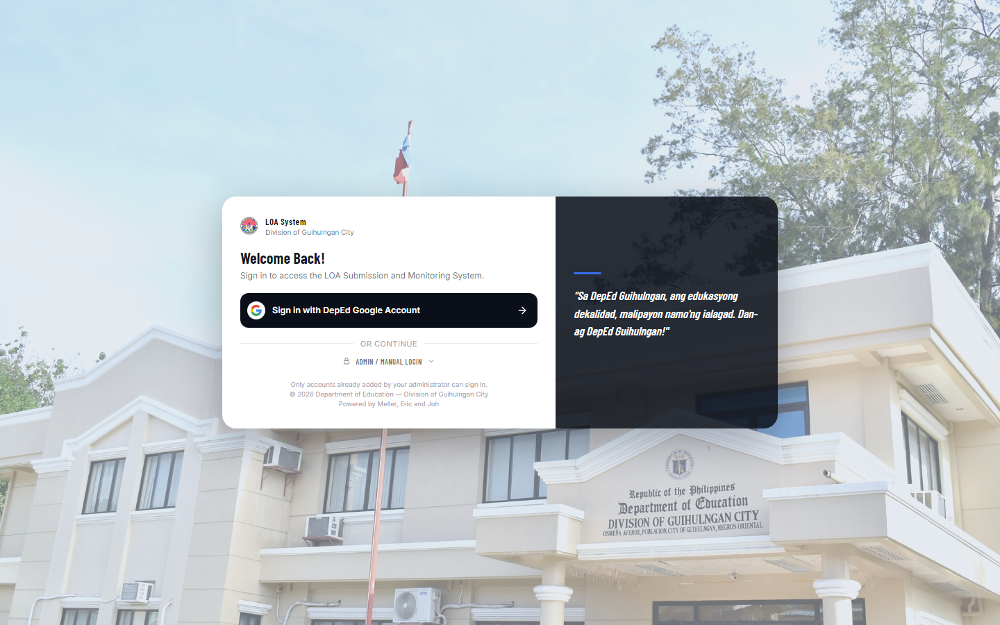 LOA System
Division of Guihulngan City
Welcome Back!
Sign in to access the LOA Submission and Monitoring System.
Sign in with DepEd Google Account
OR CONTINUE
ADMIN / MANUAL LOGIN
Only accounts already added by your administrator can sign in.
© 2026 Department of Education — Division of Guihulngan City
Powered by Meller, Eric and Joh
"Sa DepEd Guihulngan, ang edukasyong
dekalidad, malipayon namo'ng ialagad. Dan-
ag DepEd Guihulngan!"
Republic of the Philippines
Department of Education
DIVISION OF GUIHULNGAN CITY
OSMEÑA AVENUE, POBLACION, CITY OF GUIHULNGAN, NEGROS ORIENTAL